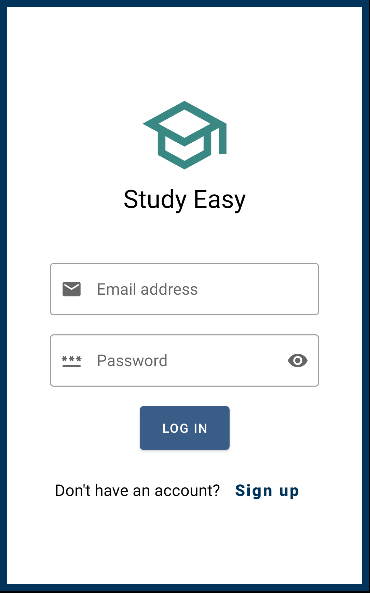 Study Easy
Email address
Password
LOG IN
Don't have an account? Sign up